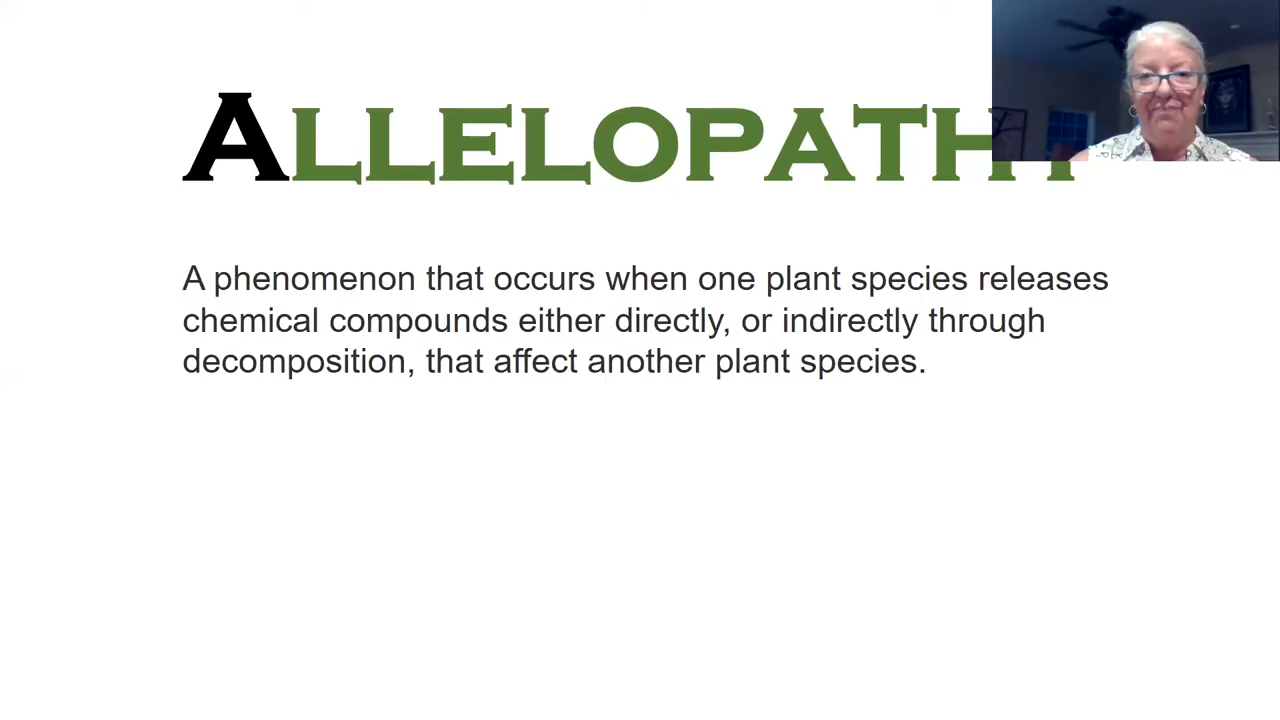 ALLELOPATHY
A phenomenon that occurs when one plant species releases
chemical compounds either directly, or indirectly through
decomposition, that affect another plant species.